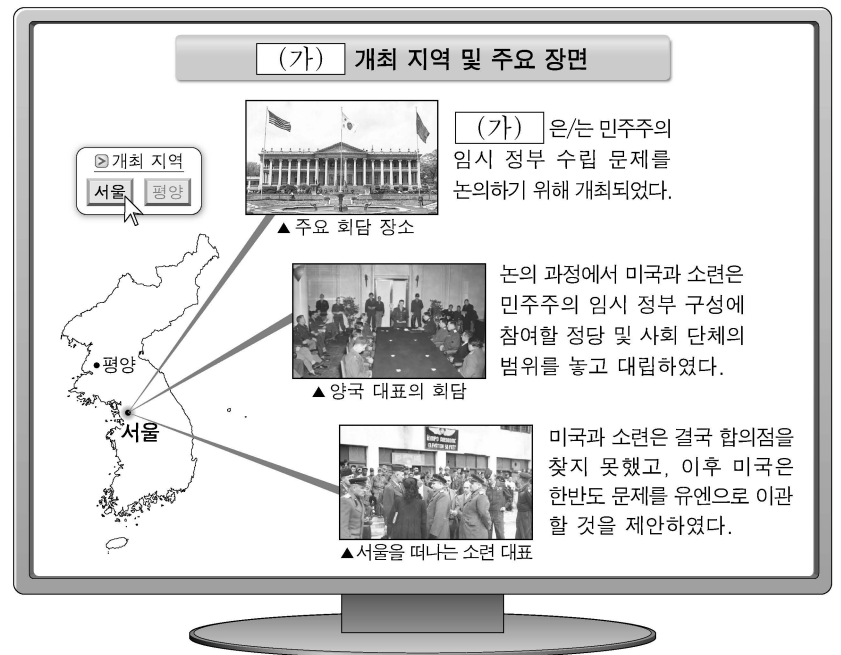 (가) 개최 지역 및 주요 장면
개최 지역
서울 평양
▲ 주요 회담 장소
(가) 은/는 민주주의
임시 정부 수립 문제를
논의하기 위해 개최되었다.
▲ 양국 대표의 회담
논의 과정에서 미국과 소련은
민주주의 임시 정부 구성에
참여할 정당 및 사회 단체의
범위를 놓고 대립하였다.
평양
서울
▲서울을 떠나는 소련 대표
미국과 소련은 결국 합의점을
찾지 못했고, 이후 미국은
한반도 문제를 유엔으로 이관
할 것을 제안하였다.